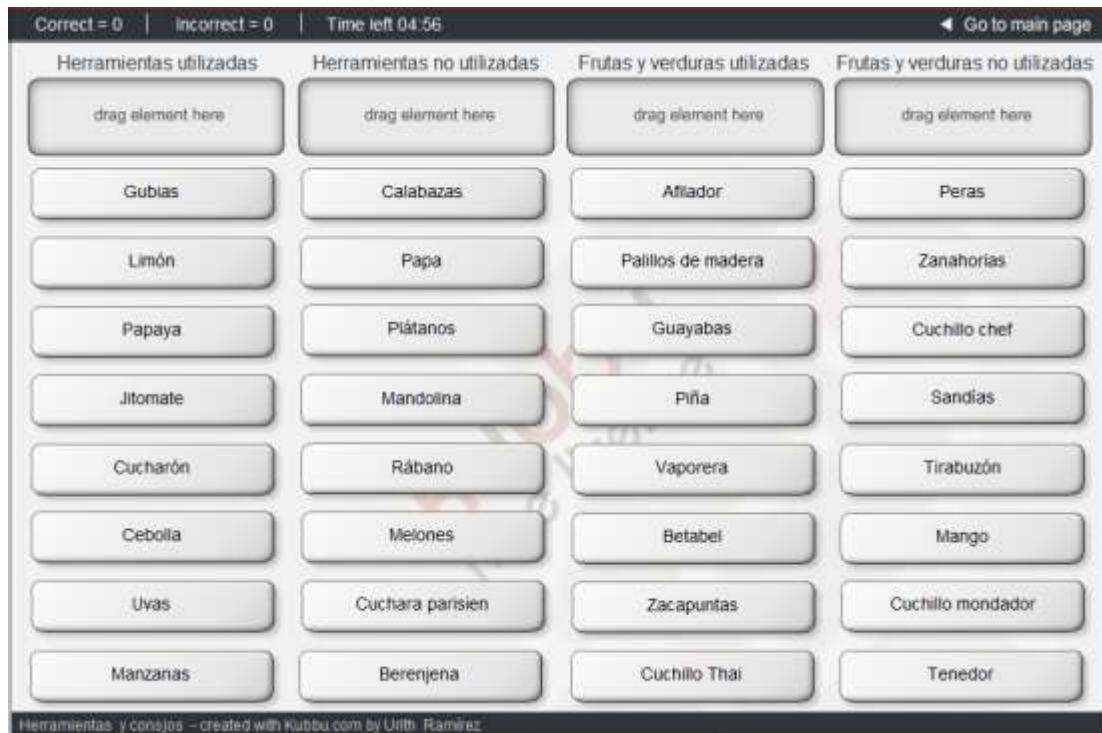 Correct = 0 | Incorrect = 0 | Time left 04:56 ◄ Go to main page
Herramientas utilizadas Herramientas no utilizadas Frutas y verduras utilizadas Frutas y verduras no utilizadas
drag element here drag element here drag element here drag element here
Gubias Calabazas Afilador Peras
Limón Papa Palillos de madera Zanahorias
Papaya Plátanos Guayabas Cuchillo chef
Jitomate Mandolina Piña Sandías
Cucharón Rábano Vaporera Tirabuzón
Cebolla Melones Betabel Mango
Uvas Cuchara parisien Zacapuntas Cuchillo mondador
Manzanas Berenjena Cuchillo Thai Tenedor
Herramientas y consjos - created with Kubbu.com by Urith Ramírez